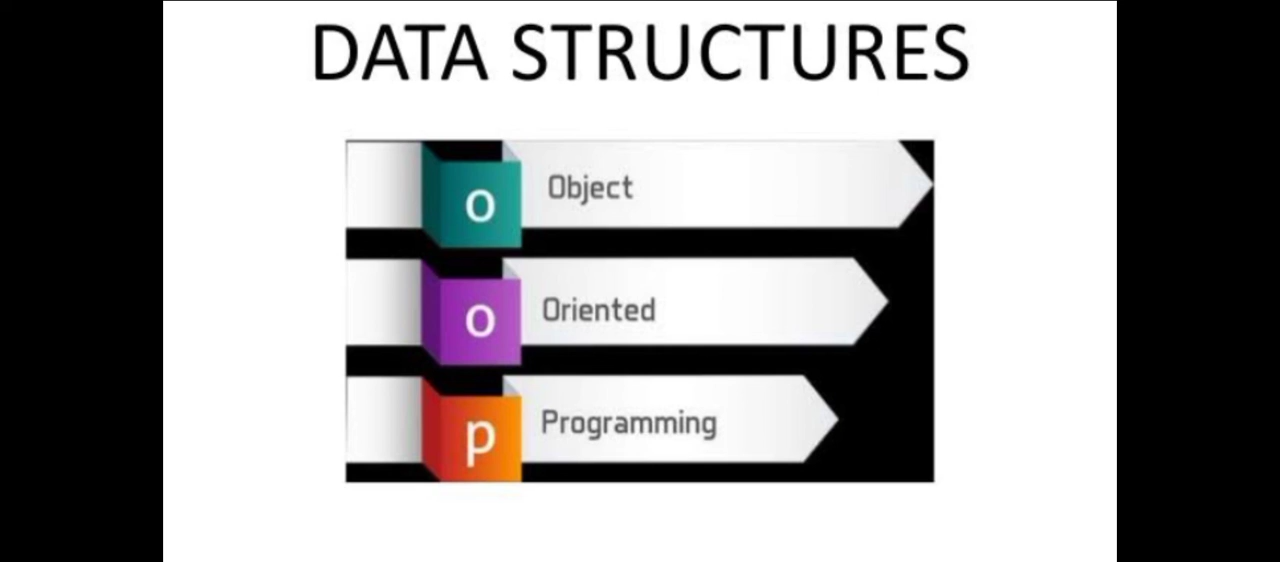 DATA STRUCTURES
o Object
o Oriented
p Programming